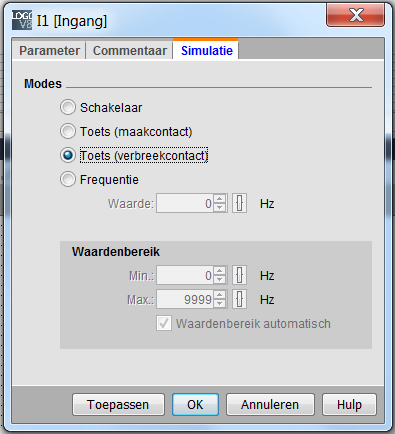 LOGO
I1 [Ingang]
Parameter Commentaar Simulatie
Modes
Schakelaar
Toets (maakcontact)
Toets (verbreekcontact)
Frequentie
Waarde: 0 Hz
Waardenbereik
Min.: 0 Hz
Max.: 9999 Hz
Waardenbereik automatisch
Toepassen OK Annuleren Hulp